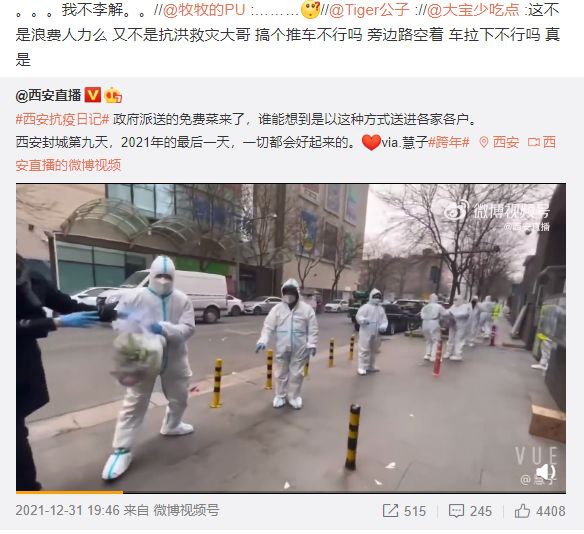 。。。我不李解。。//@牧牧的PU :………//@Tiger公子 ://@大宝少吃点 :这不
是浪费人力么 又不是抗洪救灾大哥 搞个推车不行吗 旁边路空着 车拉下不行吗 真
是
@西安直播
#西安抗疫日记# 政府派送的免费菜来了，谁能想到是以这种方式送进各家各户。
西安封城第九天，2021年的最后一天，一切都会好起来的。via.慧子#跨年# 西安 西
安直播的微博视频
微博视频号
@西安直播
VUE
@慧子
2021-12-31 19:46 来自 微博视频号 515 245 4408